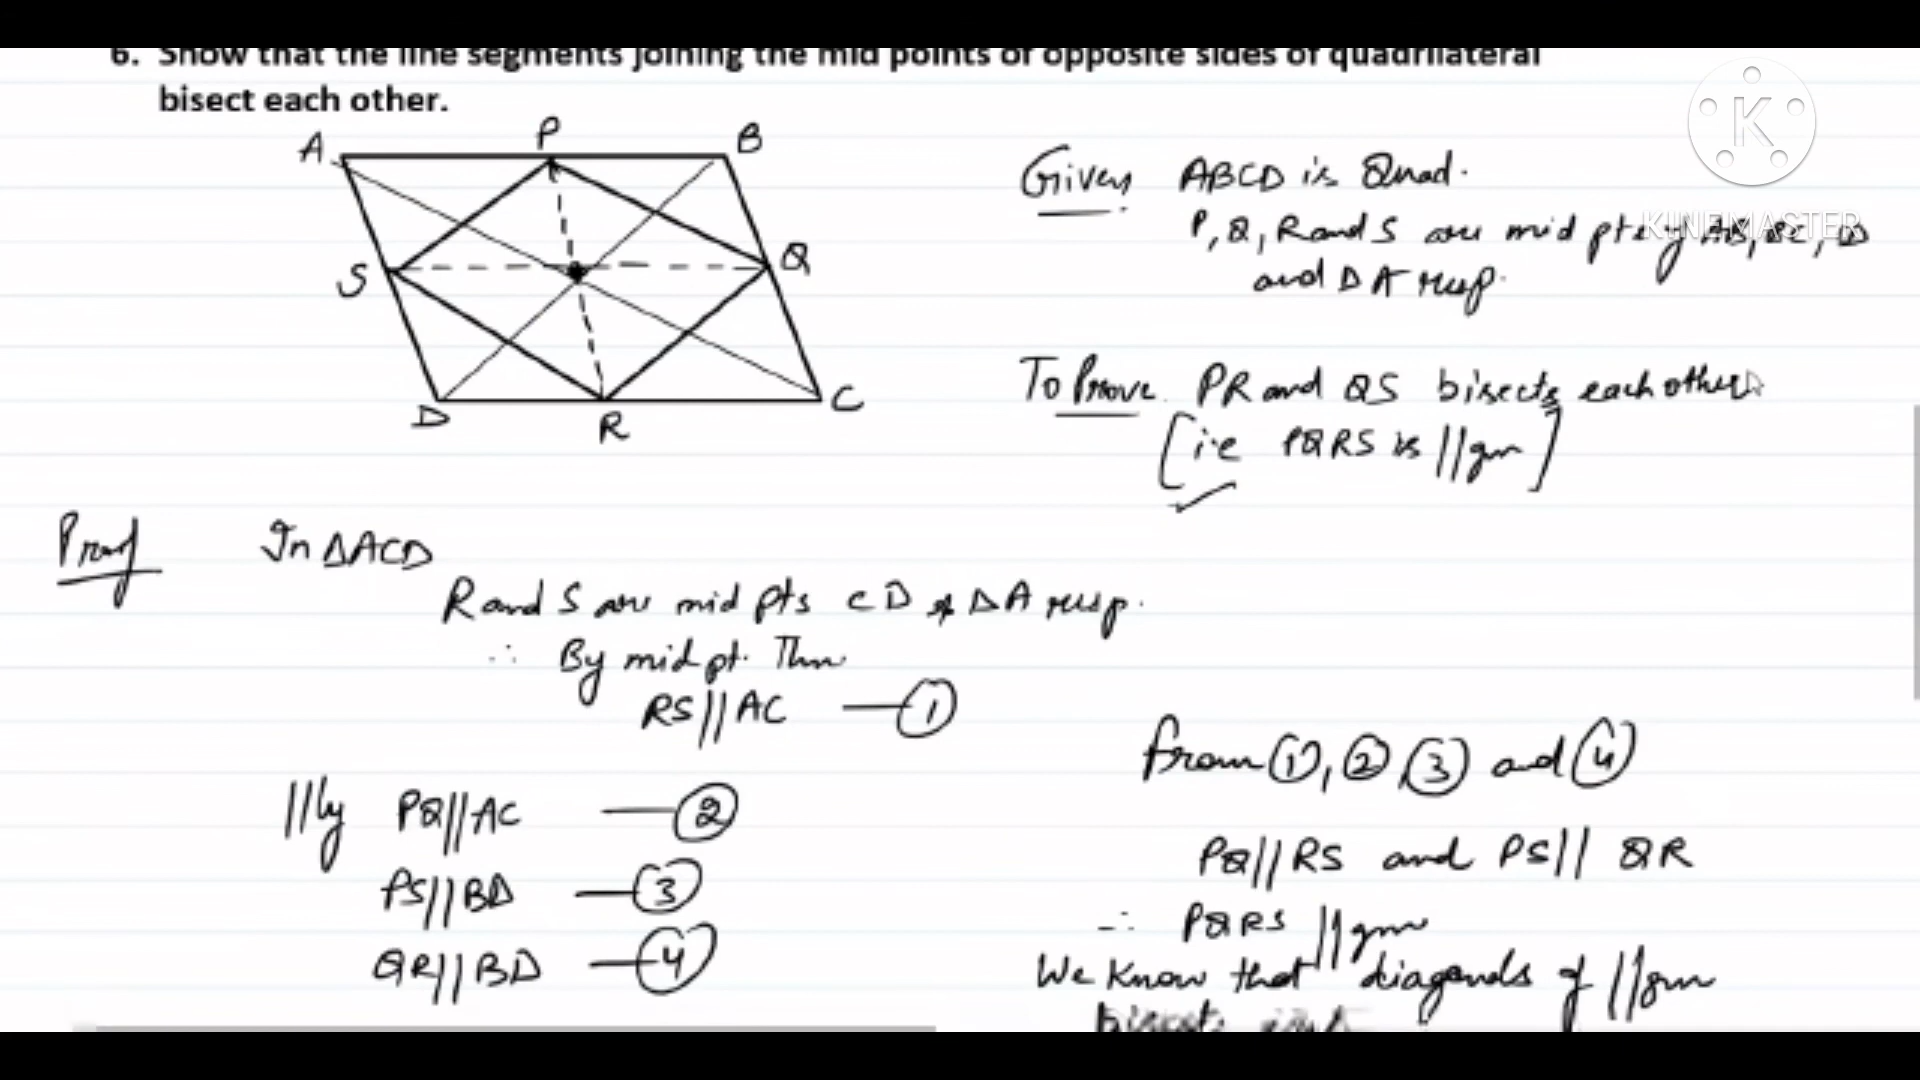 6. Show that the line segments joining the mid points of opposite sides of quadrilateral
bisect each other.
A P B
S Q
D R C
Given ABCD is Quad.
P, Q, R and S are mid pts of AB, BC, CD
and DA resp.
To Prove PR and QS bisects each other
[i.e PQRS is ||gm]
K
KINEMASTER
Proof In ΔACD
R and S are mid pts CD & DA resp.
∴ By mid pt. Thm
RS||AC —①
||ly PQ||AC —②
PS||BD —③
QR||BD —④
From ①, ②, ③ and ④
PQ||RS and PS||QR
∴ PQRS ||gm
We know that diagonals of ||gm